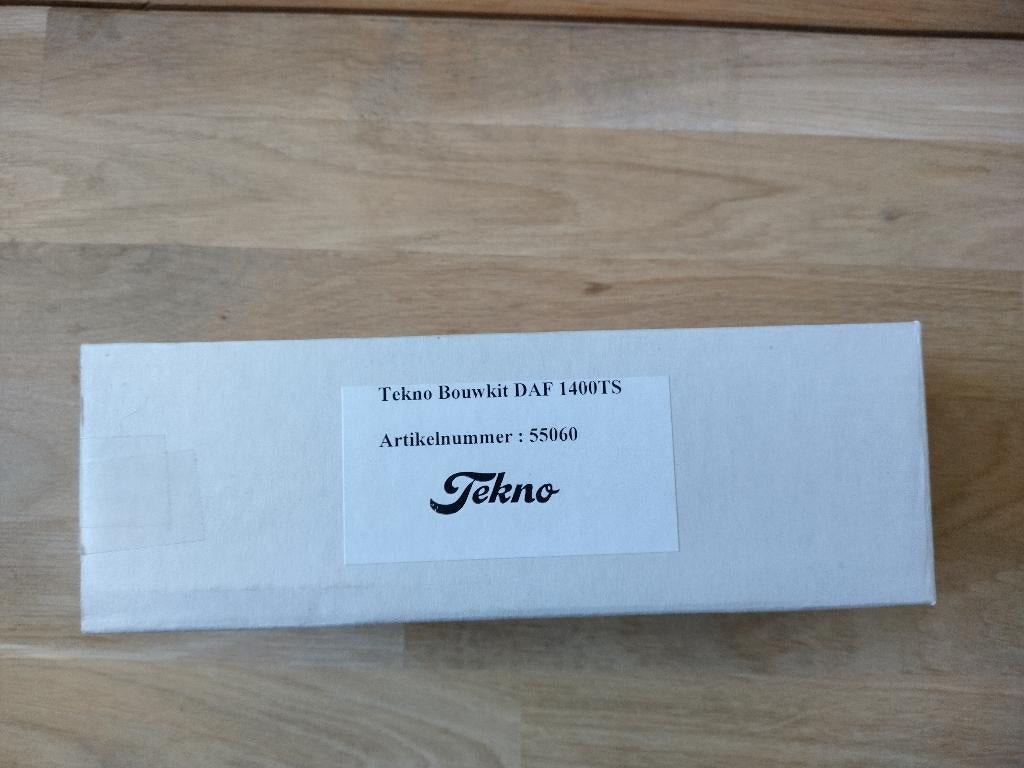 Tekno Bouwkit DAF 1400TS
Artikelnummer : 55060
Tekno